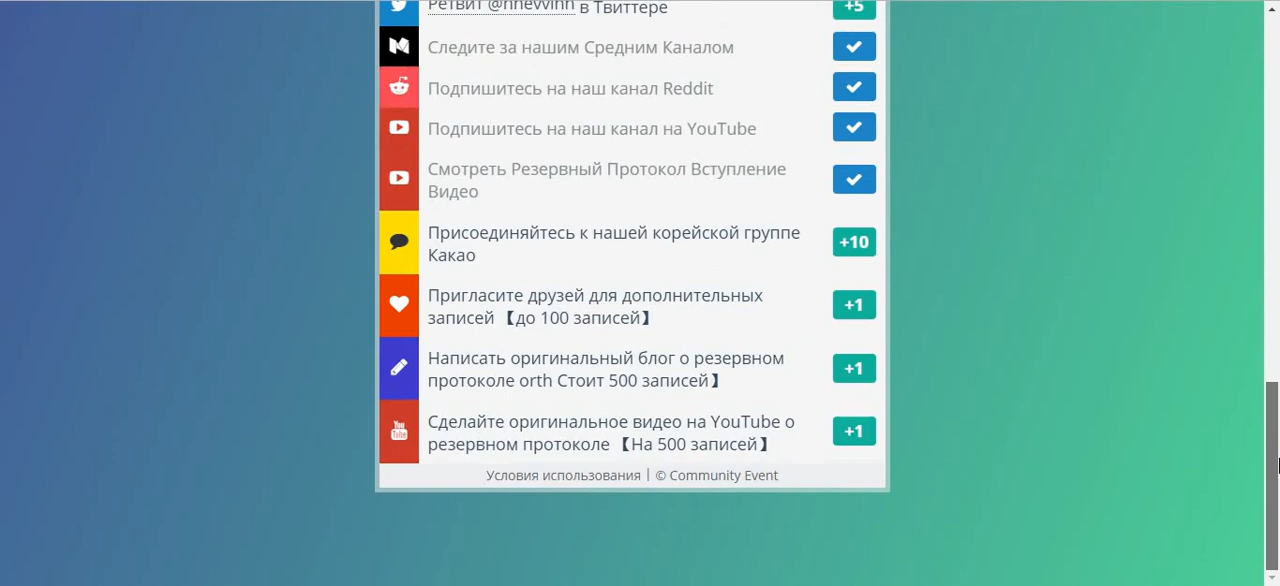 Ретвит @nnevvinn в Твиттере
+5
Следите за нашим Средним Каналом
Подпишитесь на наш канал Reddit
Подпишитесь на наш канал на YouTube
Смотреть Резервный Протокол Вступление
Видео
Присоединяйтесь к нашей корейской группе
Какао
+10
Пригласите друзей для дополнительных
записей 【до 100 записей】
+1
Написать оригинальный блог о резервном
протоколе orth Стоит 500 записей】
+1
You
Tube
Сделайте оригинальное видео на YouTube о
резервном протоколе 【На 500 записей】
+1
Условия использования | © Community Event